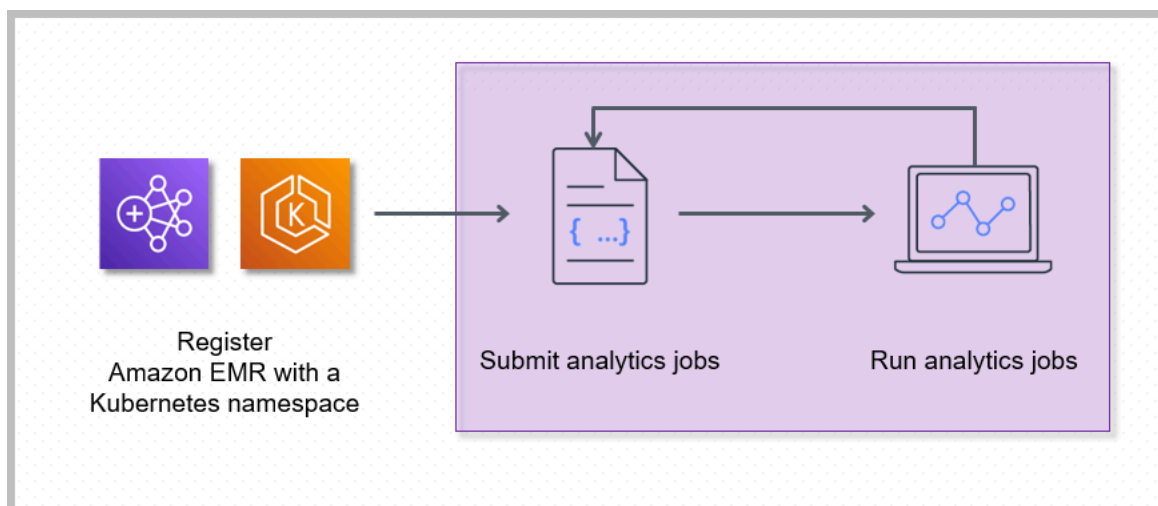 K
{ ...}
Register
Amazon EMR with a
Kubernetes namespace
Submit analytics jobs
Run analytics jobs